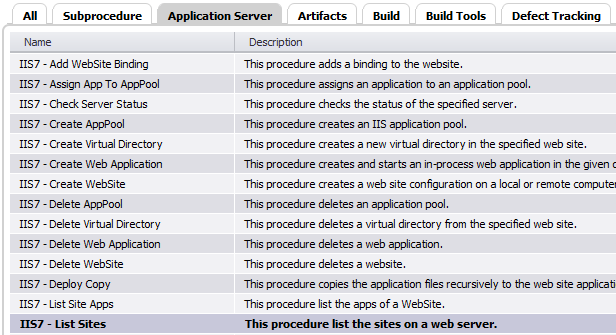 All Subprocedure Application Server Artifacts Build Build Tools Defect Tracking
Name Description
IIS7 - Add WebSite Binding This procedure adds a binding to the website.
IIS7 - Assign App To AppPool This procedure assigns an application to an application pool.
IIS7 - Check Server Status This procedure checks the status of the specified server.
IIS7 - Create AppPool This procedure creates an IIS application pool.
IIS7 - Create Virtual Directory This procedure creates a new virtual directory in the specified web site.
IIS7 - Create Web Application This procedure creates and starts an in-process web application in the given
IIS7 - Create WebSite This procedure creates a web site configuration on a local or remote computer
IIS7 - Delete AppPool This procedure deletes an application pool.
IIS7 - Delete Virtual Directory This procedure deletes a virtual directory from the specified web site.
IIS7 - Delete Web Application This procedure deletes a web application.
IIS7 - Delete WebSite This procedure deletes a website.
IIS7 - Deploy Copy This procedure copies the application files recursively to the web site applicati
IIS7 - List Site Apps This procedure list the apps of a WebSite.
IIS7 - List Sites This procedure list the sites on a web server.